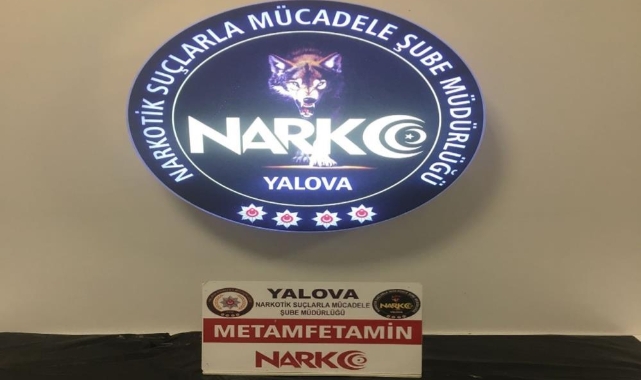 NARKOTİK SUÇLARLA MÜCADELE ŞUBE MÜDÜRLÜĞÜ
NARKO
YALOVA
YALOVA
NARKOTİK SUÇLARLA MÜCADELE
ŞUBE MÜDÜRLÜĞÜ
METAMFETAMİN
NARKO